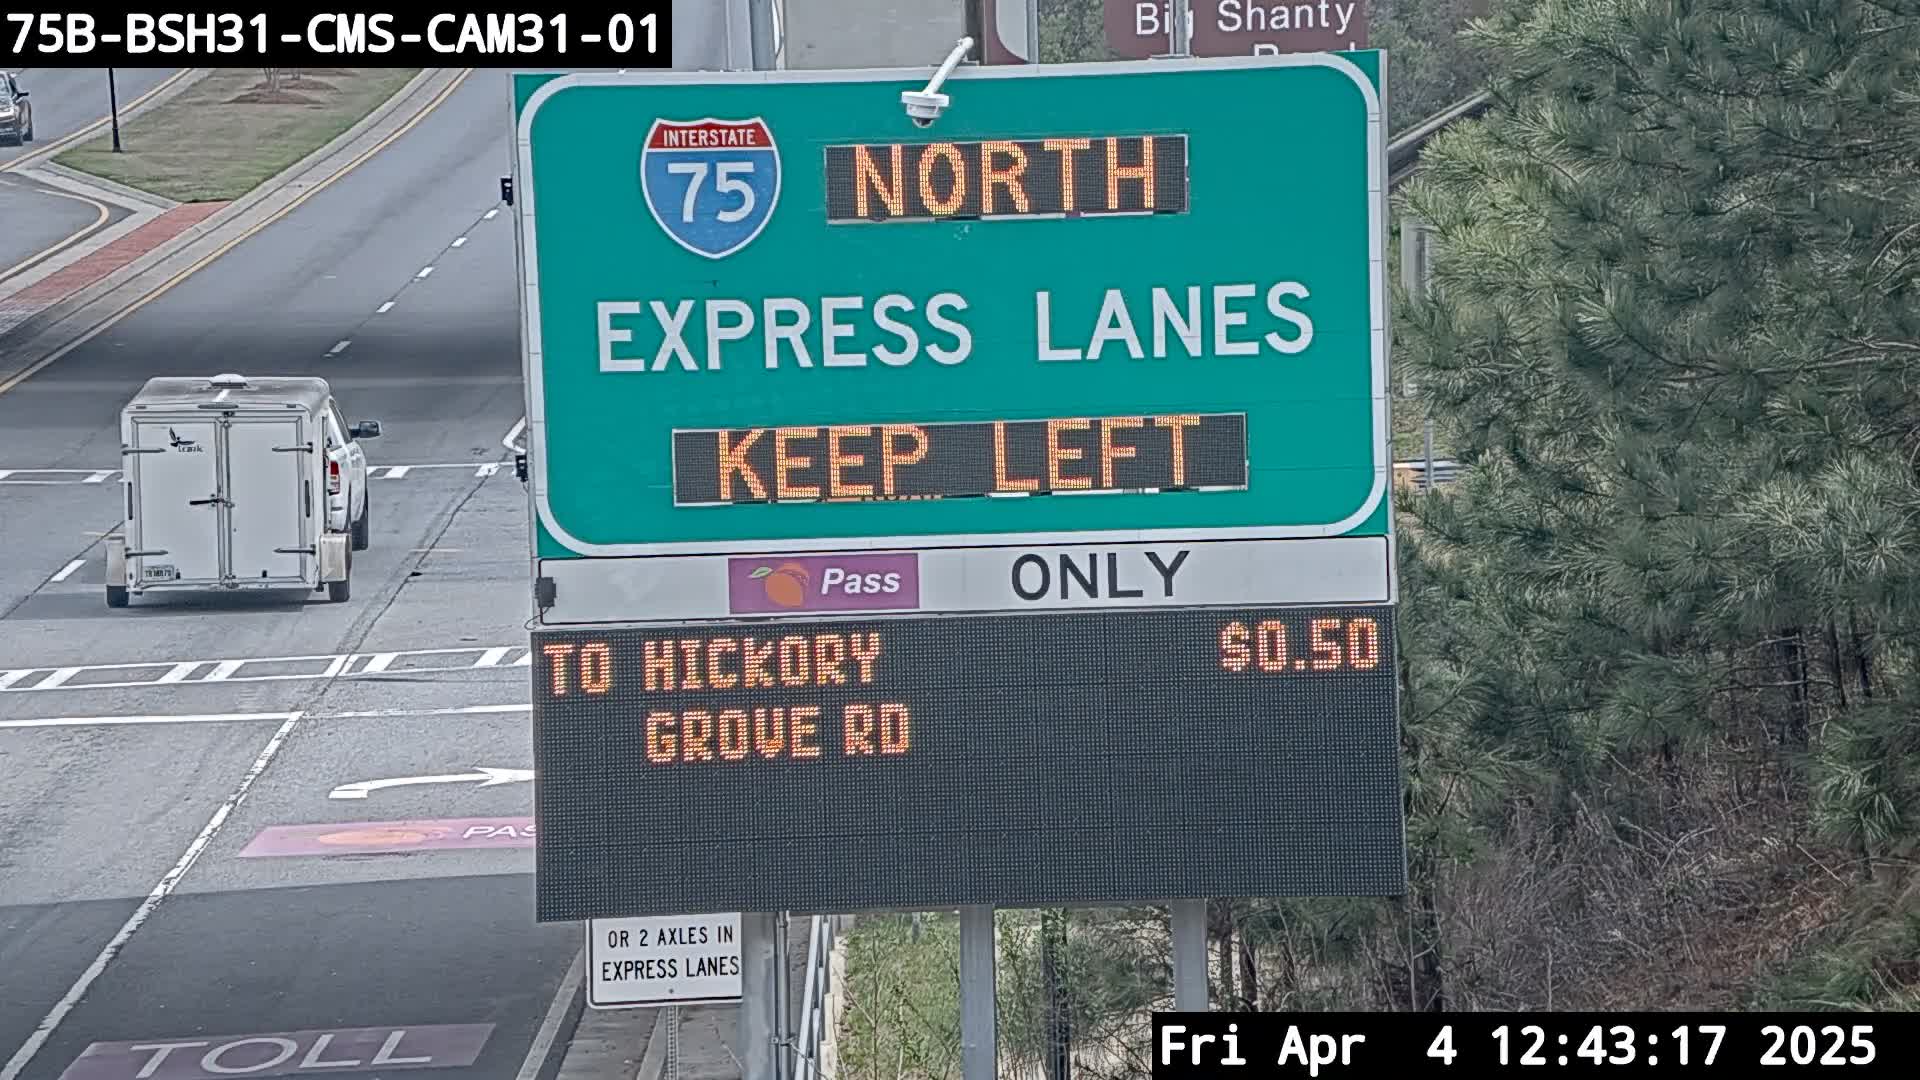 75B-BSH31-CMS-CAM31-01
Big Shanty
INTERSTATE
75
NORTH
EXPRESS LANES
KEEP LEFT
Pass ONLY
TO HICKORY $0.50
GROVE RD
OR 2 AXLES IN
EXPRESS LANES
TOLL
Fri Apr 4 12:43:17 2025